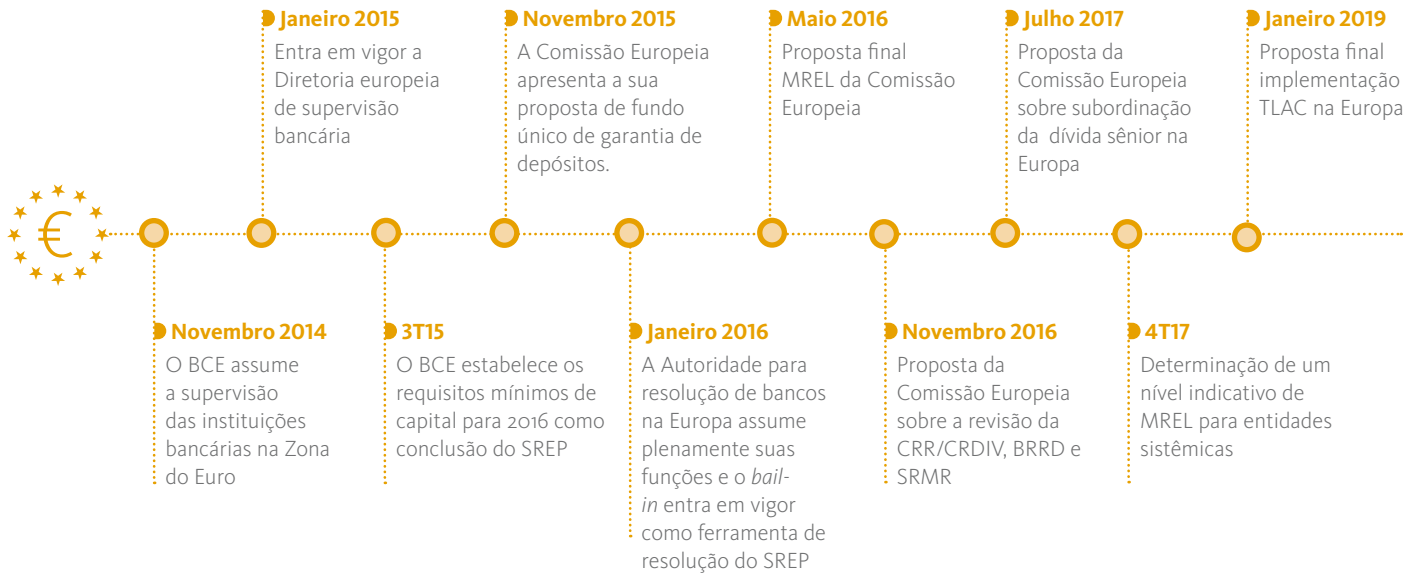 Janeiro 2015
Entra em vigor a
Diretoria europeia
de supervisão
bancária
Novembro 2015
A Comissão Europeia
apresenta a sua
proposta de fundo
único de garantia de
depósitos.
Maio 2016
Proposta final
MREL da Comissão
Europeia
Julho 2017
Proposta da
Comissão Europeia
sobre subordinação
da dívida sênior na
Europa
Janeiro 2019
Proposta final
implementação
TLAC na Europa
€
Novembro 2014
O BCE assume
a supervisão
das instituições
bancárias na Zona
do Euro
3T15
O BCE estabelece os
requisitos mínimos de
capital para 2016 como
conclusão do SREP
Janeiro 2016
A Autoridade para
resolução de bancos
na Europa assume
plenamente suas
funções e o bail-
in entra em vigor
como ferramenta de
resolução do SREP
Novembro 2016
Proposta da
Comissão Europeia
sobre a revisão da
CRR/CRDIV, BRRD e
SRMR
4T17
Determinação de um
nível indicativo de
MREL para entidades
sistêmicas